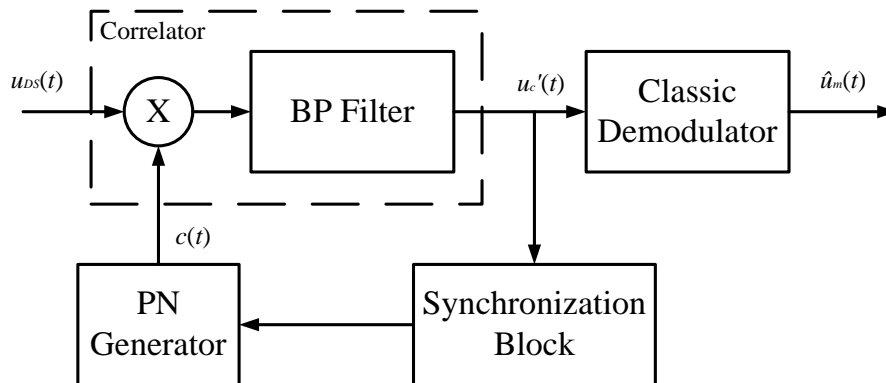 Correlator
u_DS(t)
X
BP Filter
u_c'(t)
Classic
Demodulator
û_m(t)
c(t)
PN
Generator
Synchronization
Block